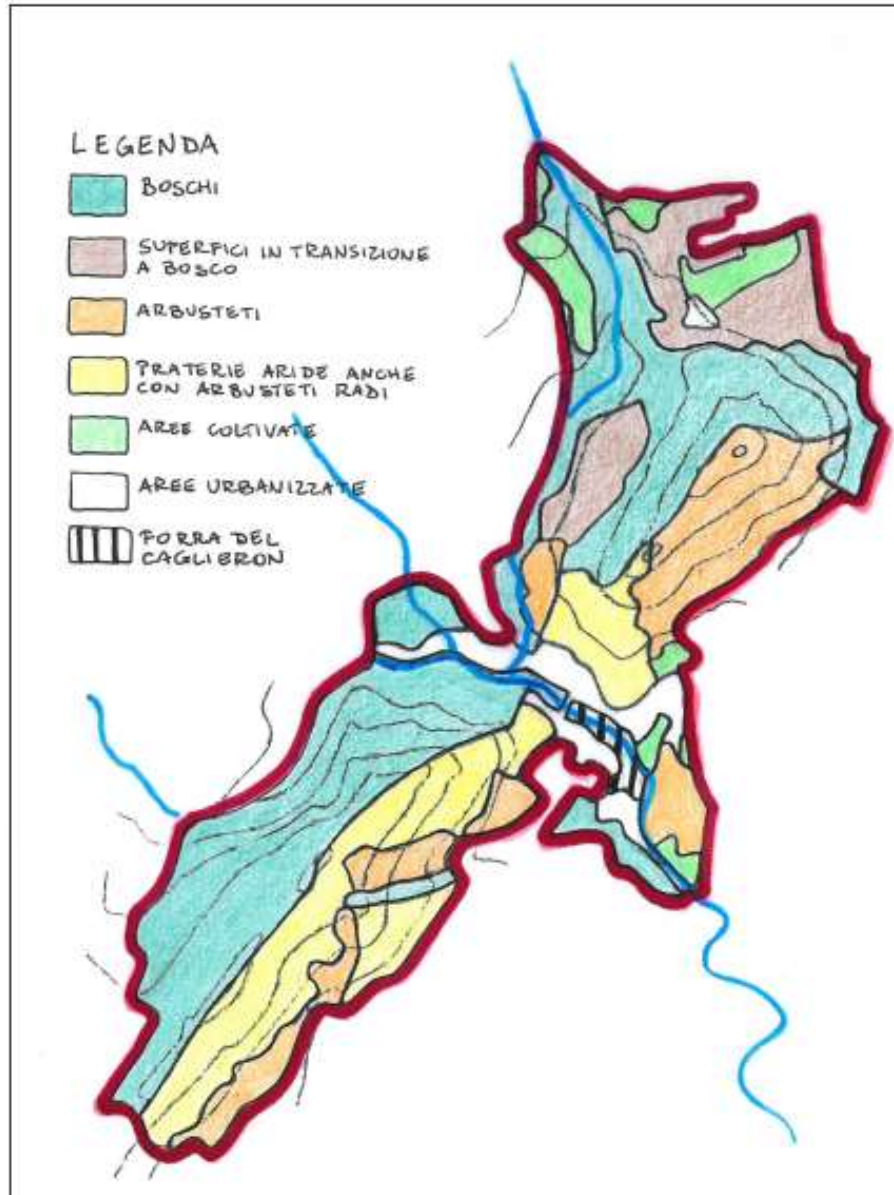 LEGENDA
BOSCHI
SUPERFICI IN TRANSIZIONE
A BOSCO
ARBUSTETI
PRATERIE ARIDE ANCHE
CON ARBUSTETI RADI
AREE COLTIVATE
AREE URBANIZZATE
FORRA DEL
CAGLIERON